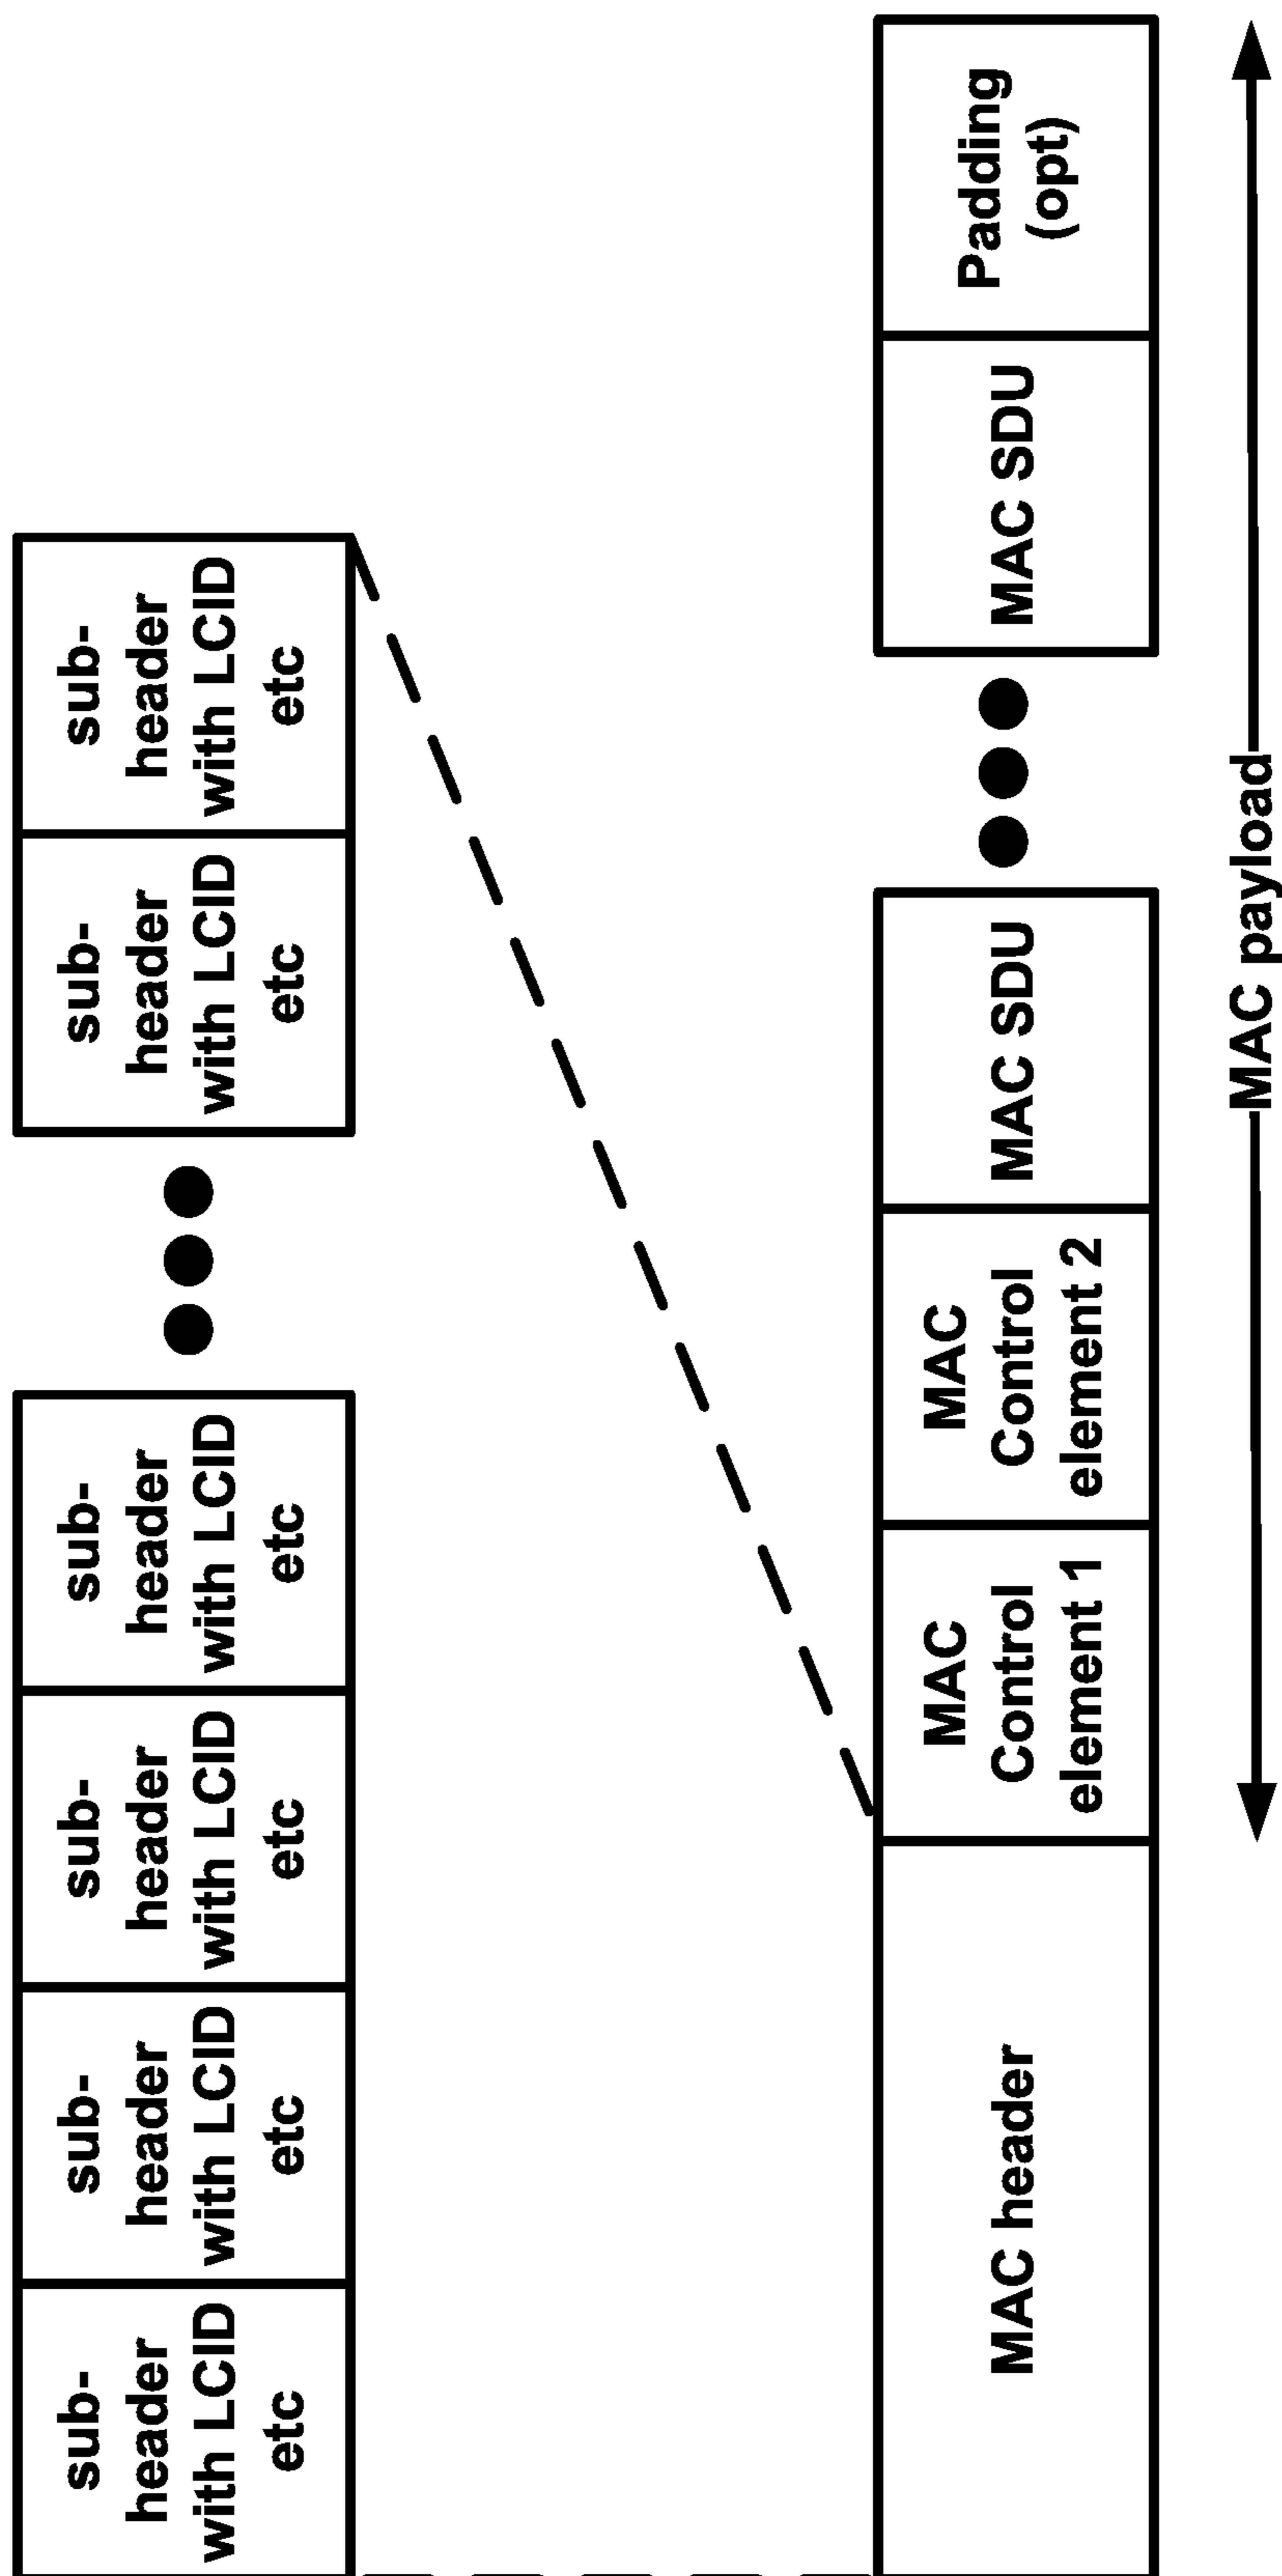 sub-
header
with LCID
etc
sub-
header
with LCID
etc
sub-
header
with LCID
etc
sub-
header
with LCID
etc
sub-
header
with LCID
etc
sub-
header
with LCID
etc
MAC header
MAC
Control
element 1
MAC
Control
element 2
MAC SDU
MAC SDU
Padding
(opt)
MAC payload